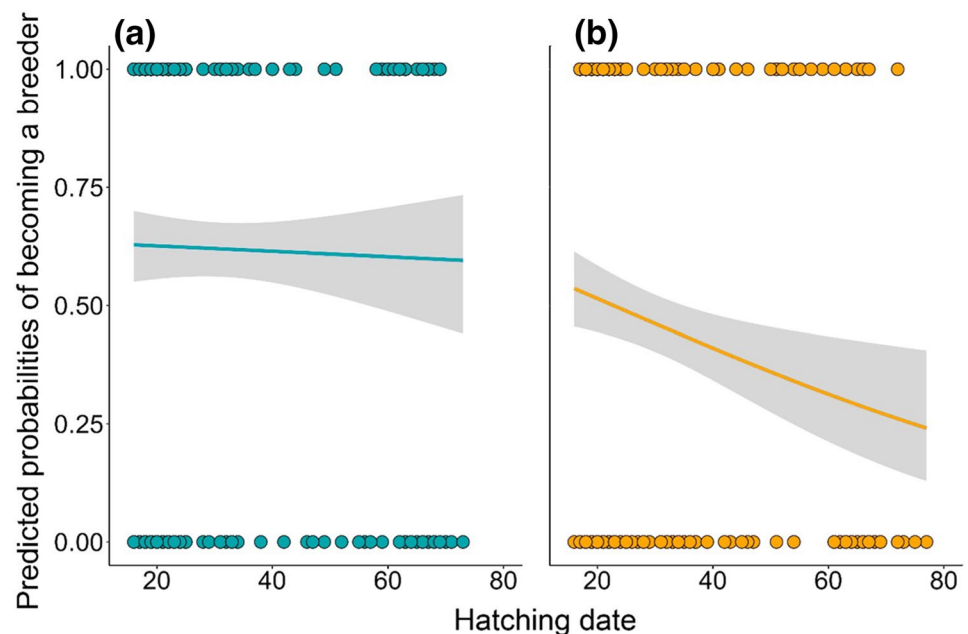 Predicted probabilities of becoming a breeder
(a)
(b)
1.00
0.75
0.50
0.25
0.00
20 40 60 80
20 40 60 80
Hatching date